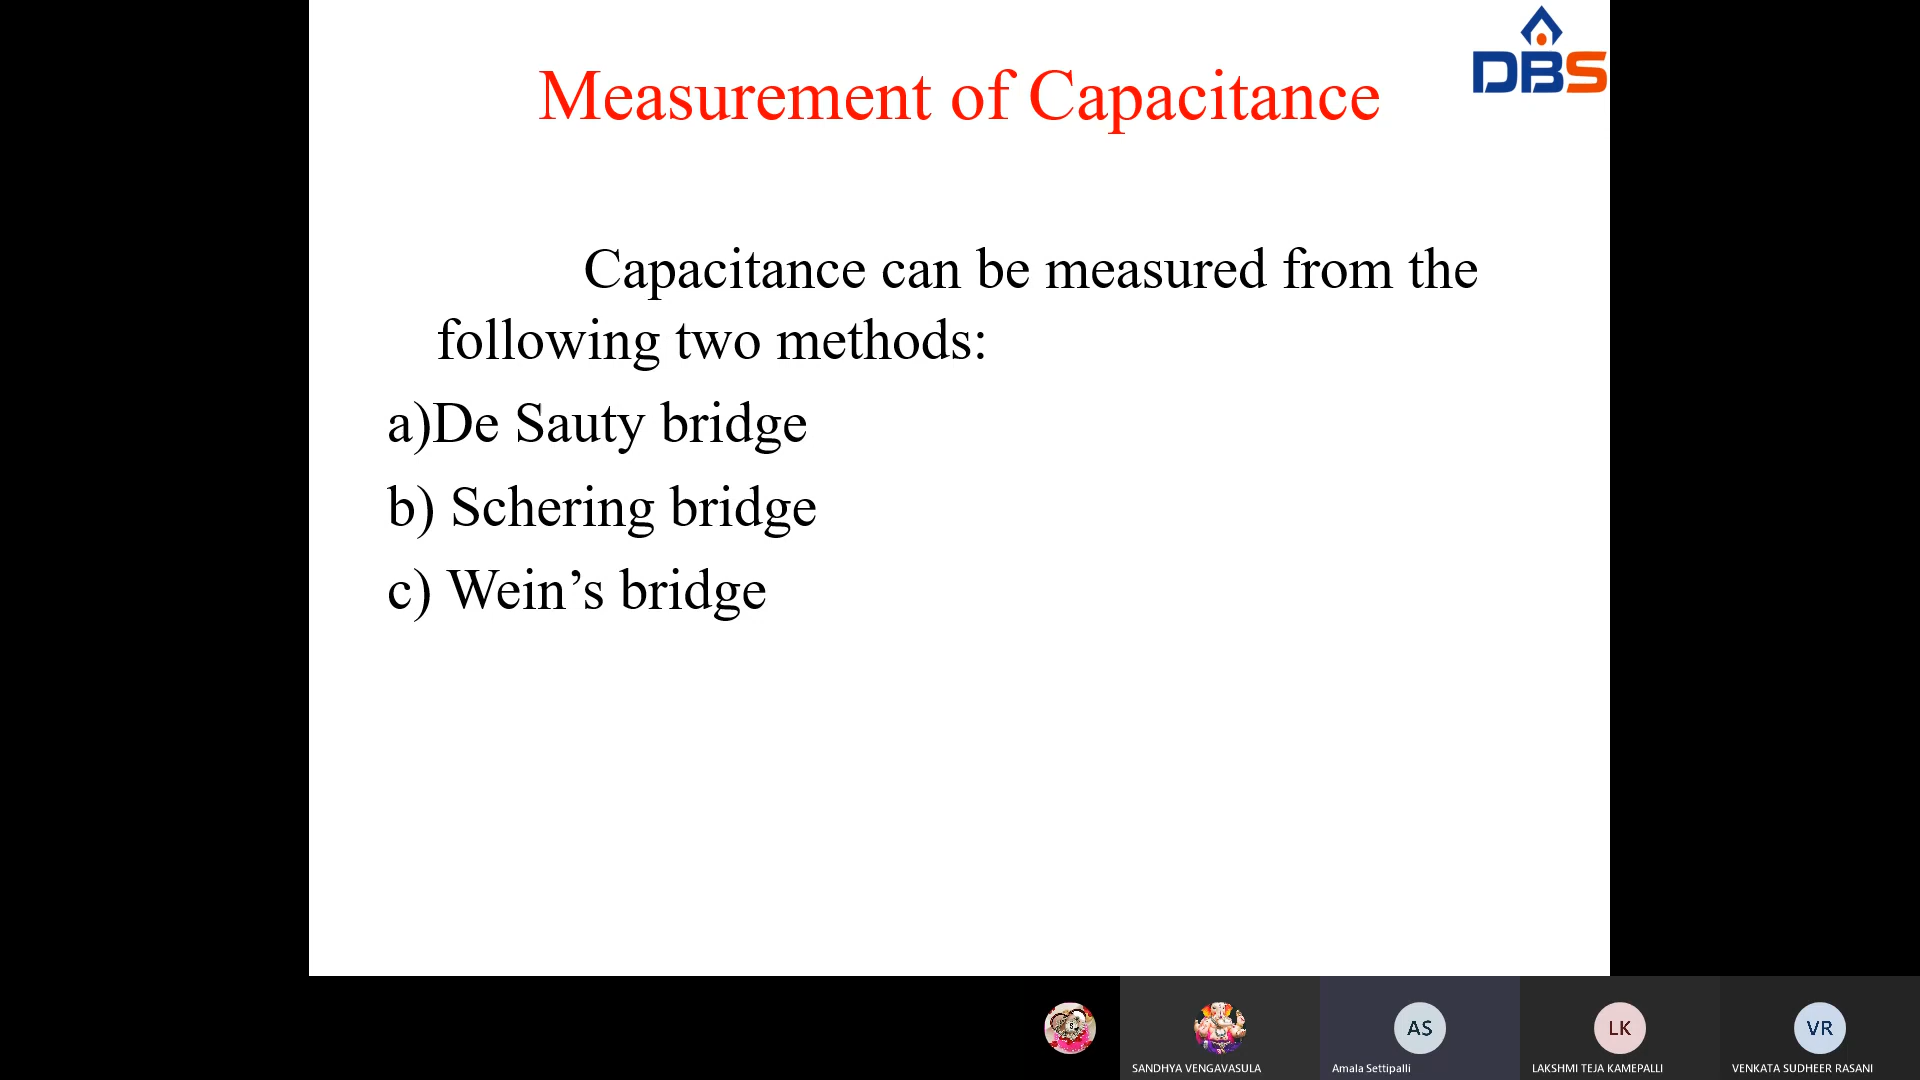 DBS
Measurement of Capacitance
Capacitance can be measured from the
following two methods:
a)De Sauty bridge
b) Schering bridge
c) Wein’s bridge
AS
LK
VR
SANDHYA VENGAVASULA
Amala Settipalli
LAKSHMI TEJA KAMEPALLI
VENKATA SUDHEER RASANI